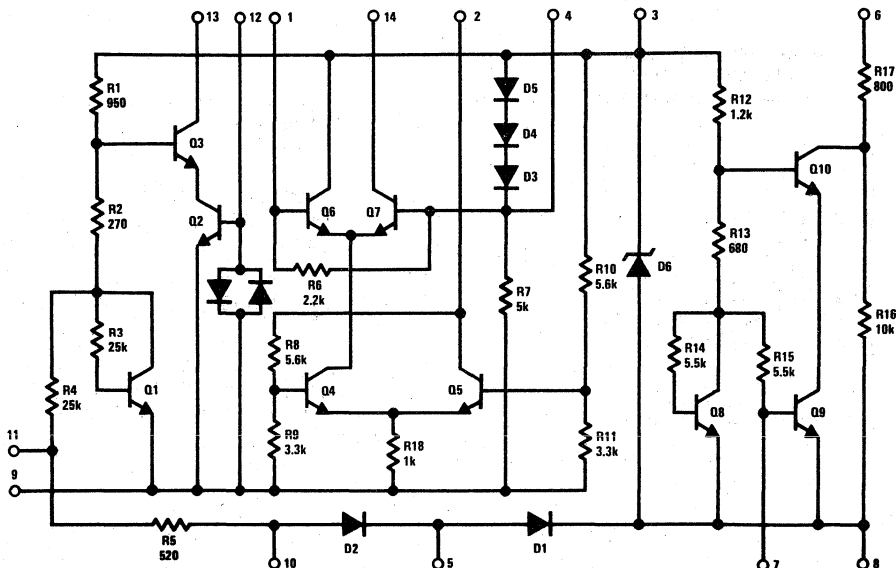 13
12
1
14
2
4
3
6
R1
950
Q3
D5
D4
D3
R12
1.2k
R17
800
Q10
R2
270
Q2
Q6
Q7
R13
680
R6
2.2k
R7
5k
R10
5.6k
D6
R16
10k
R3
25k
R4
25k
Q1
R8
5.6k
Q4
Q5
R14
5.5k
R15
5.5k
Q8
Q9
11
9
R9
3.3k
R18
1k
R11
3.3k
R5
520
D2
D1
10
5
7
8